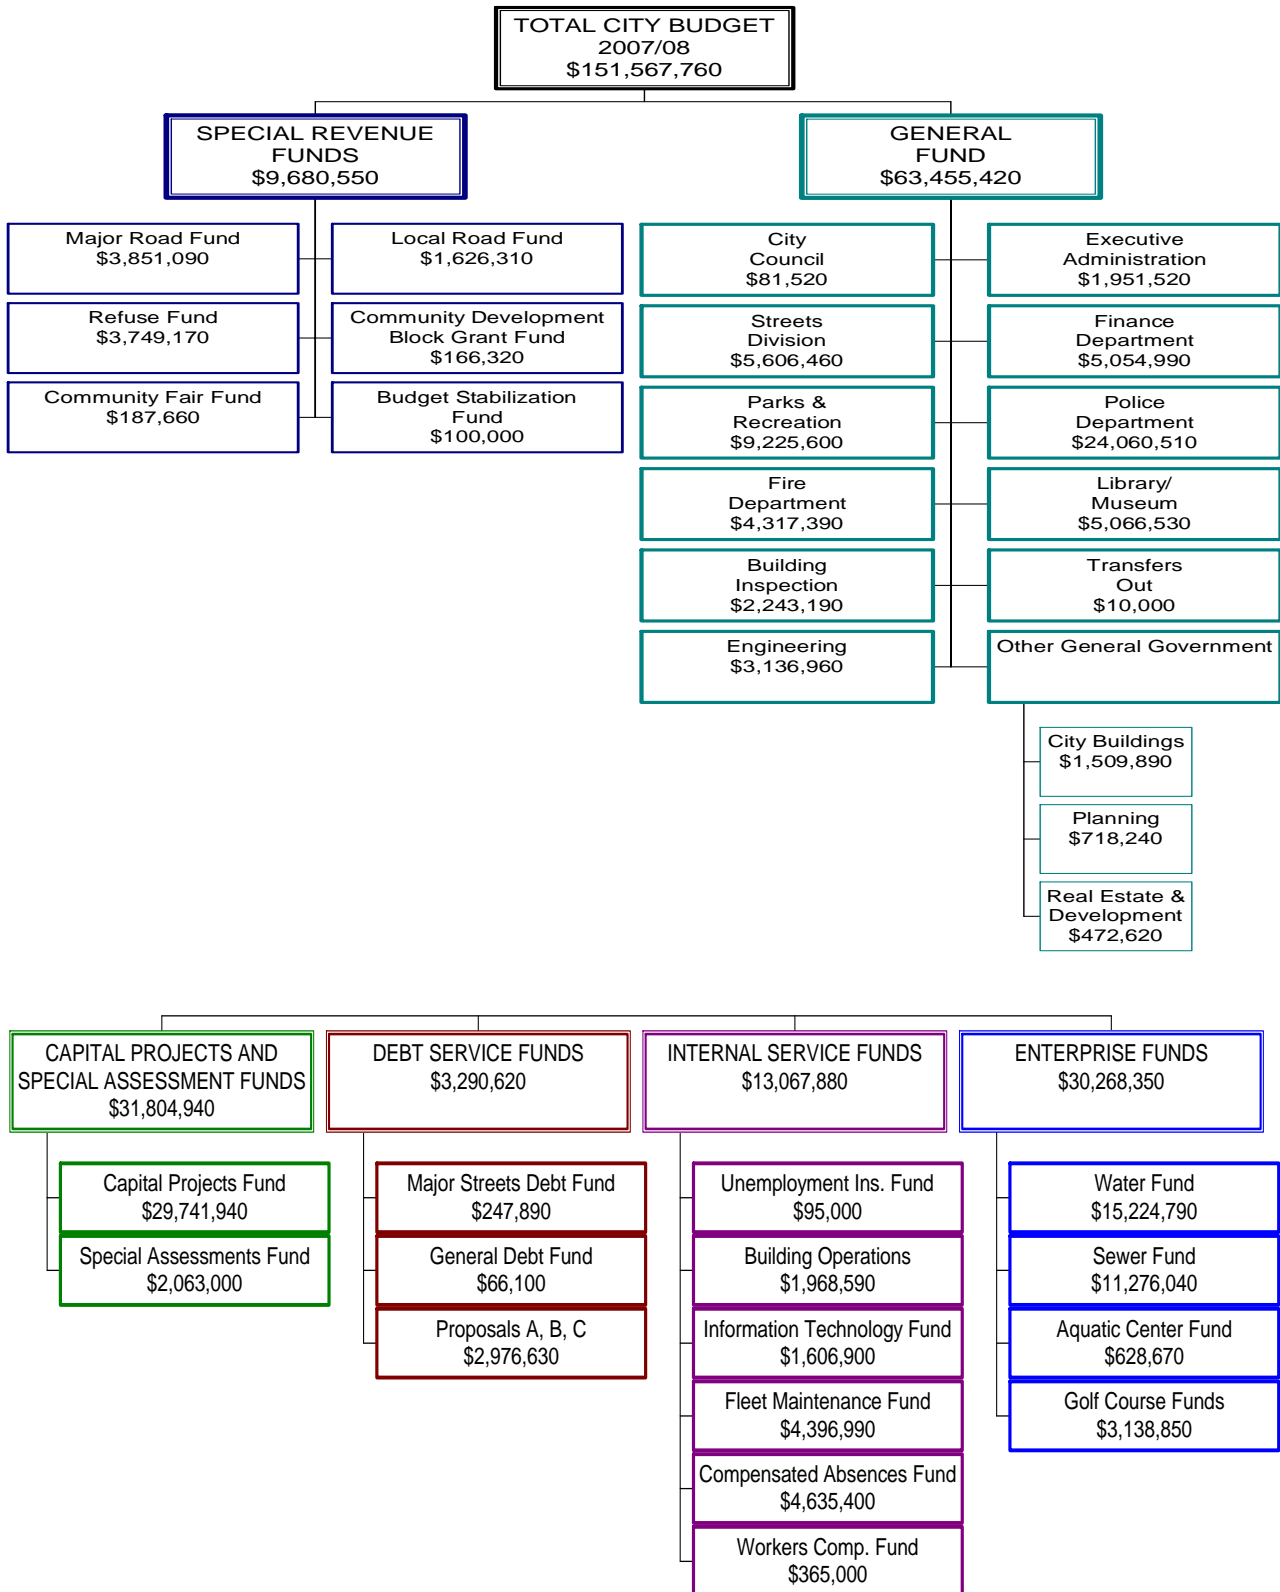 TOTAL CITY BUDGET
2007/08
$151,567,760
SPECIAL REVENUE
FUNDS
$9,680,550
GENERAL
FUND
$63,455,420
Major Road Fund
$3,851,090
Local Road Fund
$1,626,310
Refuse Fund
$3,749,170
Community Development
Block Grant Fund
$166,320
Community Fair Fund
$187,660
Budget Stabilization
Fund
$100,000
City
Council
$81,520
Executive
Administration
$1,951,520
Streets
Division
$5,606,460
Finance
Department
$5,054,990
Parks &
Recreation
$9,225,600
Police
Department
$24,060,510
Fire
Department
$4,317,390
Library/
Museum
$5,066,530
Building
Inspection
$2,243,190
Transfers
Out
$10,000
Engineering
$3,136,960
Other General Government
City Buildings
$1,509,890
Planning
$718,240
Real Estate &
Development
$472,620
CAPITAL PROJECTS AND
SPECIAL ASSESSMENT FUNDS
$31,804,940
Capital Projects Fund
$29,741,940
Special Assessments Fund
$2,063,000
DEBT SERVICE FUNDS
$3,290,620
Major Streets Debt Fund
$247,890
General Debt Fund
$66,100
Proposals A, B, C
$2,976,630
INTERNAL SERVICE FUNDS
$13,067,880
Unemployment Ins. Fund
$95,000
Building Operations
$1,968,590
Information Technology Fund
$1,606,900
Fleet Maintenance Fund
$4,396,990
Compensated Absences Fund
$4,635,400
Workers Comp. Fund
$365,000
ENTERPRISE FUNDS
$30,268,350
Water Fund
$15,224,790
Sewer Fund
$11,276,040
Aquatic Center Fund
$628,670
Golf Course Funds
$3,138,850